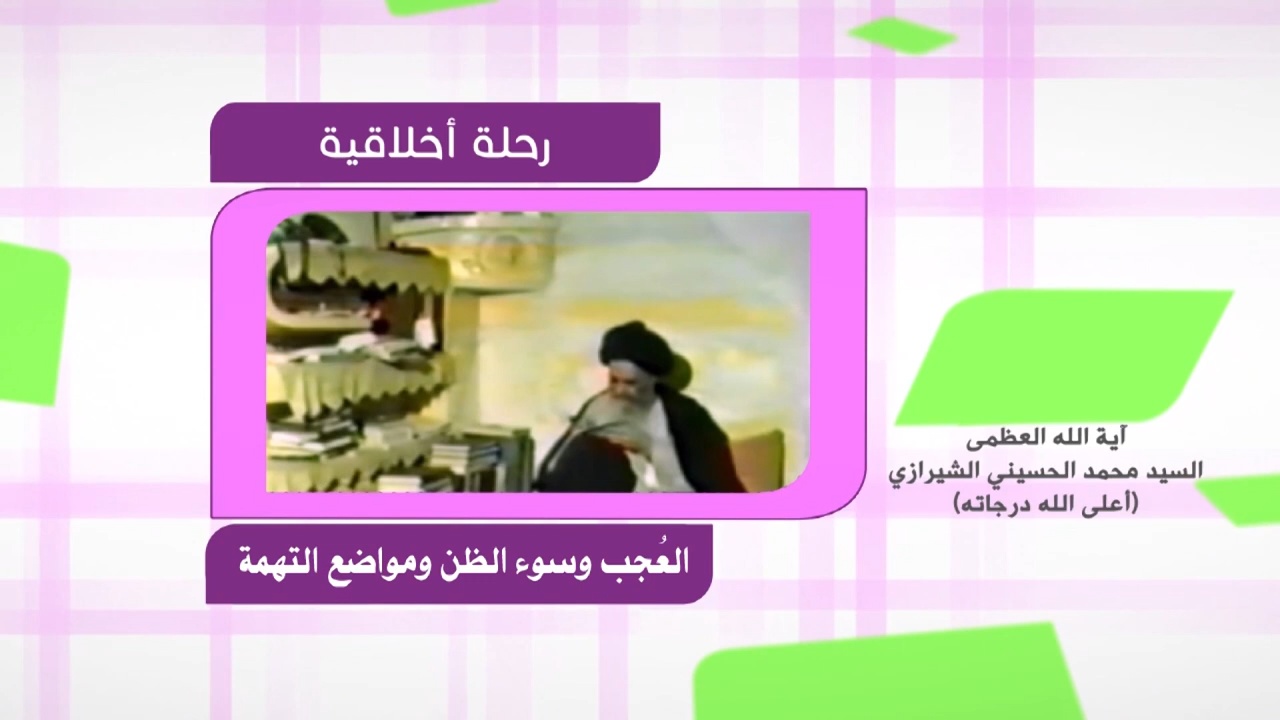 رحلة أخلاقية
آية الله العظمى
السيد محمد الحسيني الشيرازي
(أعلى الله درجاته)
العُجب وسوء الظن ومواضع التهمة